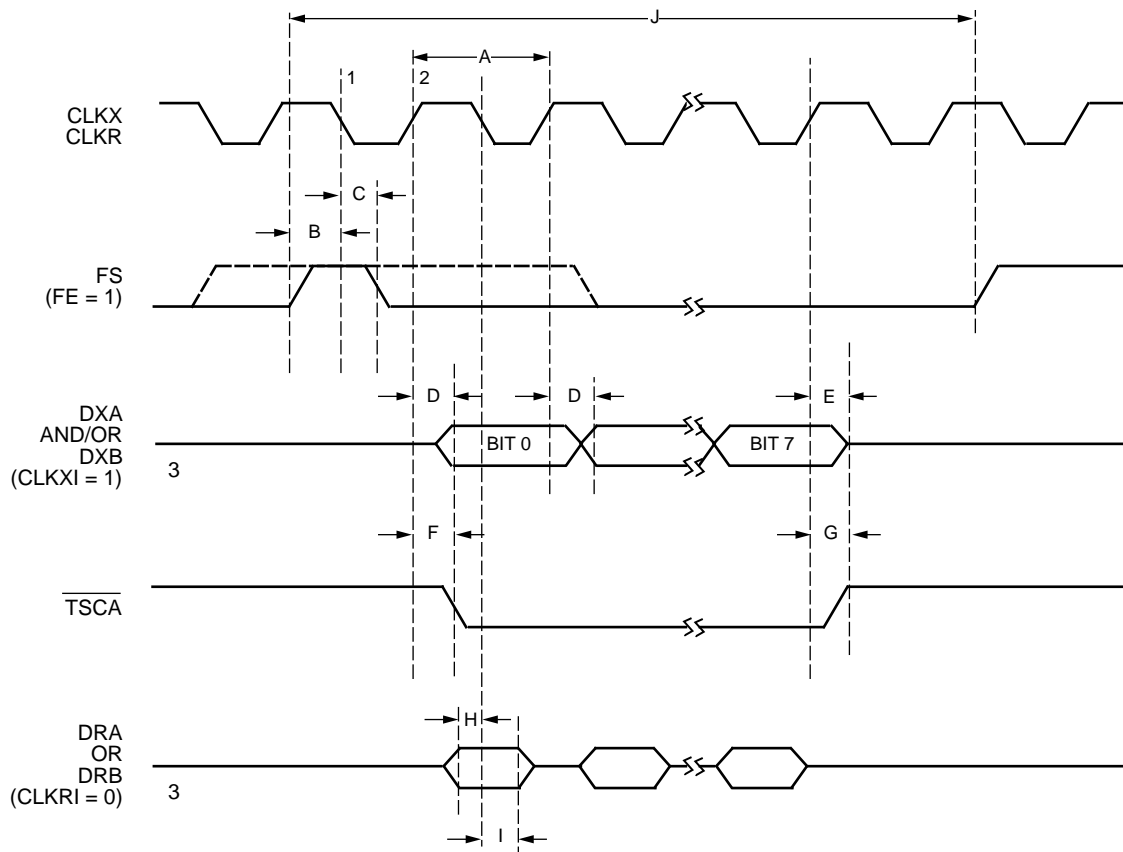 J
A
1
2
CLKX
CLKR
C
B
FS
(FE = 1)
D
D
E
DXA
AND/OR
DXB
(CLKXI = 1)
3
BIT 0
BIT 7
F
G
TSCA
H
DRA
OR
DRB
(CLKRI = 0)
3
I